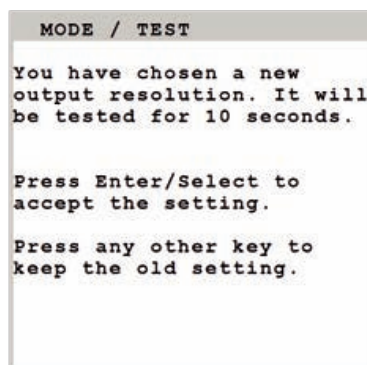 MODE / TEST
You have chosen a new
output resolution. It will
be tested for 10 seconds.
Press Enter/Select to
accept the setting.
Press any other key to
keep the old setting.